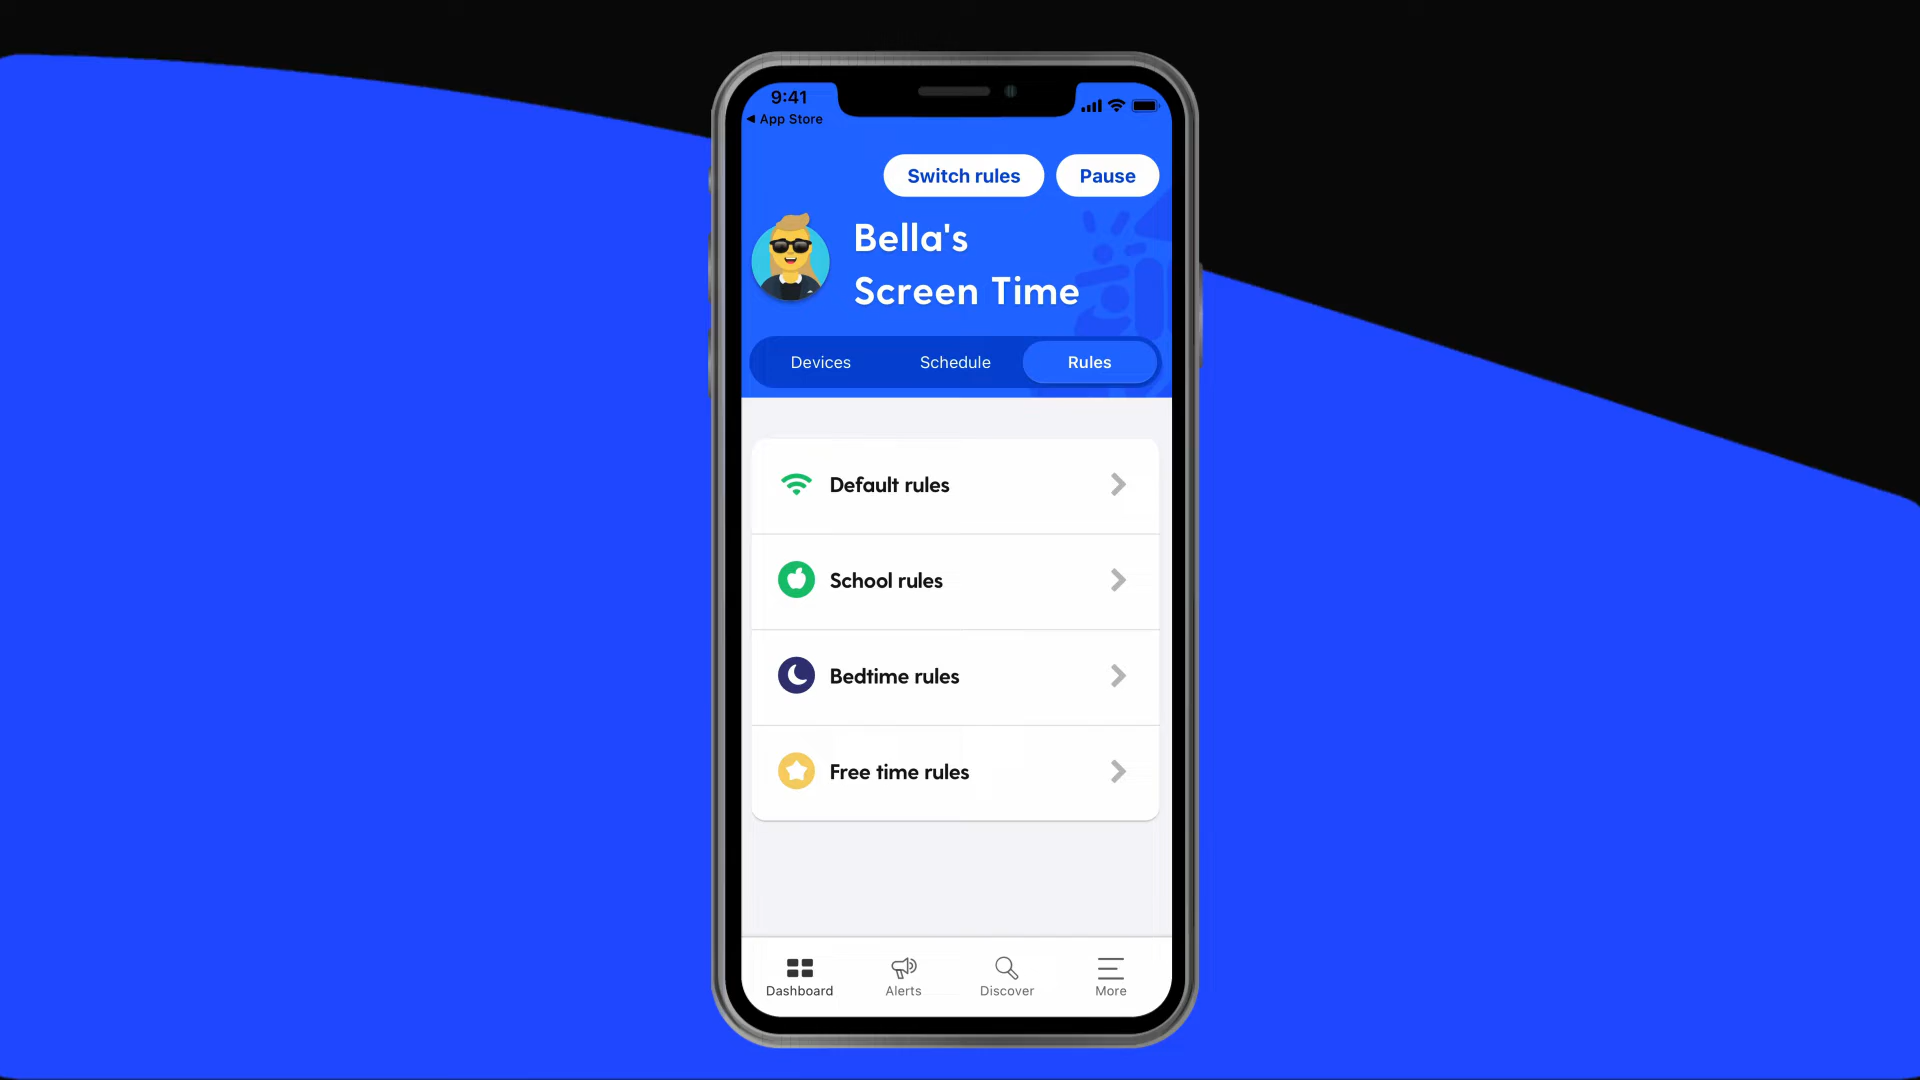 9:41
App Store
Switch rules
Pause
Bella's
Screen Time
Devices
Schedule
Rules
Default rules
School rules
Bedtime rules
Free time rules
Dashboard
Alerts
Discover
More